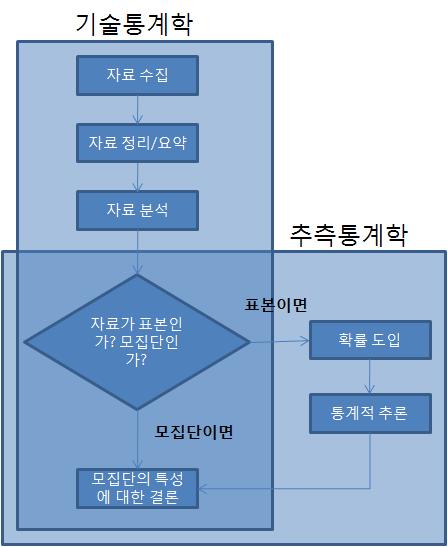 기술통계학
자료 수집
자료 정리/요약
자료 분석
추측통계학
자료가 표본인
가? 모집단인
가?
표본이면
확률 도입
통계적 추론
모집단이면
모집단의 특성
에 대한 결론